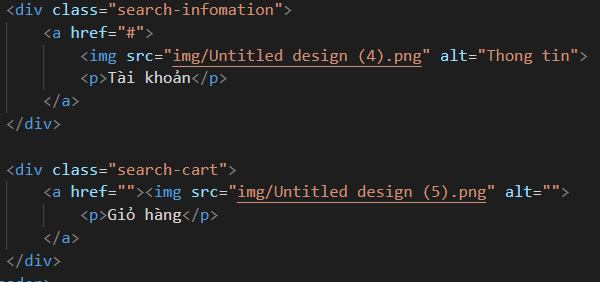 <div class="search-infomation">
<a href="#">
<img src="img/Untitled design (4).png" alt="Thong tin">
<p>Tài khoản</p>
</a>
</div>
<div class="search-cart">
<a href=""><img src="img/Untitled design (5).png" alt="">
<p>Giỏ hàng</p>
</a>
</div>